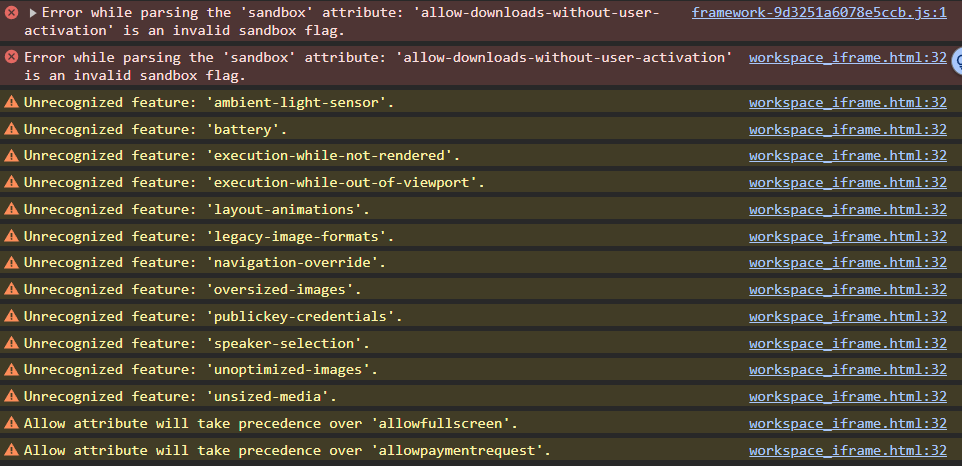 Error while parsing the 'sandbox' attribute: 'allow-downloads-without-user- framework-9d3251a6078e5ccb.js:1
activation' is an invalid sandbox flag.
Error while parsing the 'sandbox' attribute: 'allow-downloads-without-user-activation' workspace_iframe.html:32
is an invalid sandbox flag.
Unrecognized feature: 'ambient-light-sensor'. workspace_iframe.html:32
Unrecognized feature: 'battery'. workspace_iframe.html:32
Unrecognized feature: 'execution-while-not-rendered'. workspace_iframe.html:32
Unrecognized feature: 'execution-while-out-of-viewport'. workspace_iframe.html:32
Unrecognized feature: 'layout-animations'. workspace_iframe.html:32
Unrecognized feature: 'legacy-image-formats'. workspace_iframe.html:32
Unrecognized feature: 'navigation-override'. workspace_iframe.html:32
Unrecognized feature: 'oversized-images'. workspace_iframe.html:32
Unrecognized feature: 'publickey-credentials'. workspace_iframe.html:32
Unrecognized feature: 'speaker-selection'. workspace_iframe.html:32
Unrecognized feature: 'unoptimized-images'. workspace_iframe.html:32
Unrecognized feature: 'unsized-media'. workspace_iframe.html:32
Allow attribute will take precedence over 'allowfullscreen'. workspace_iframe.html:32
Allow attribute will take precedence over 'allowpaymentrequest'. workspace_iframe.html:32